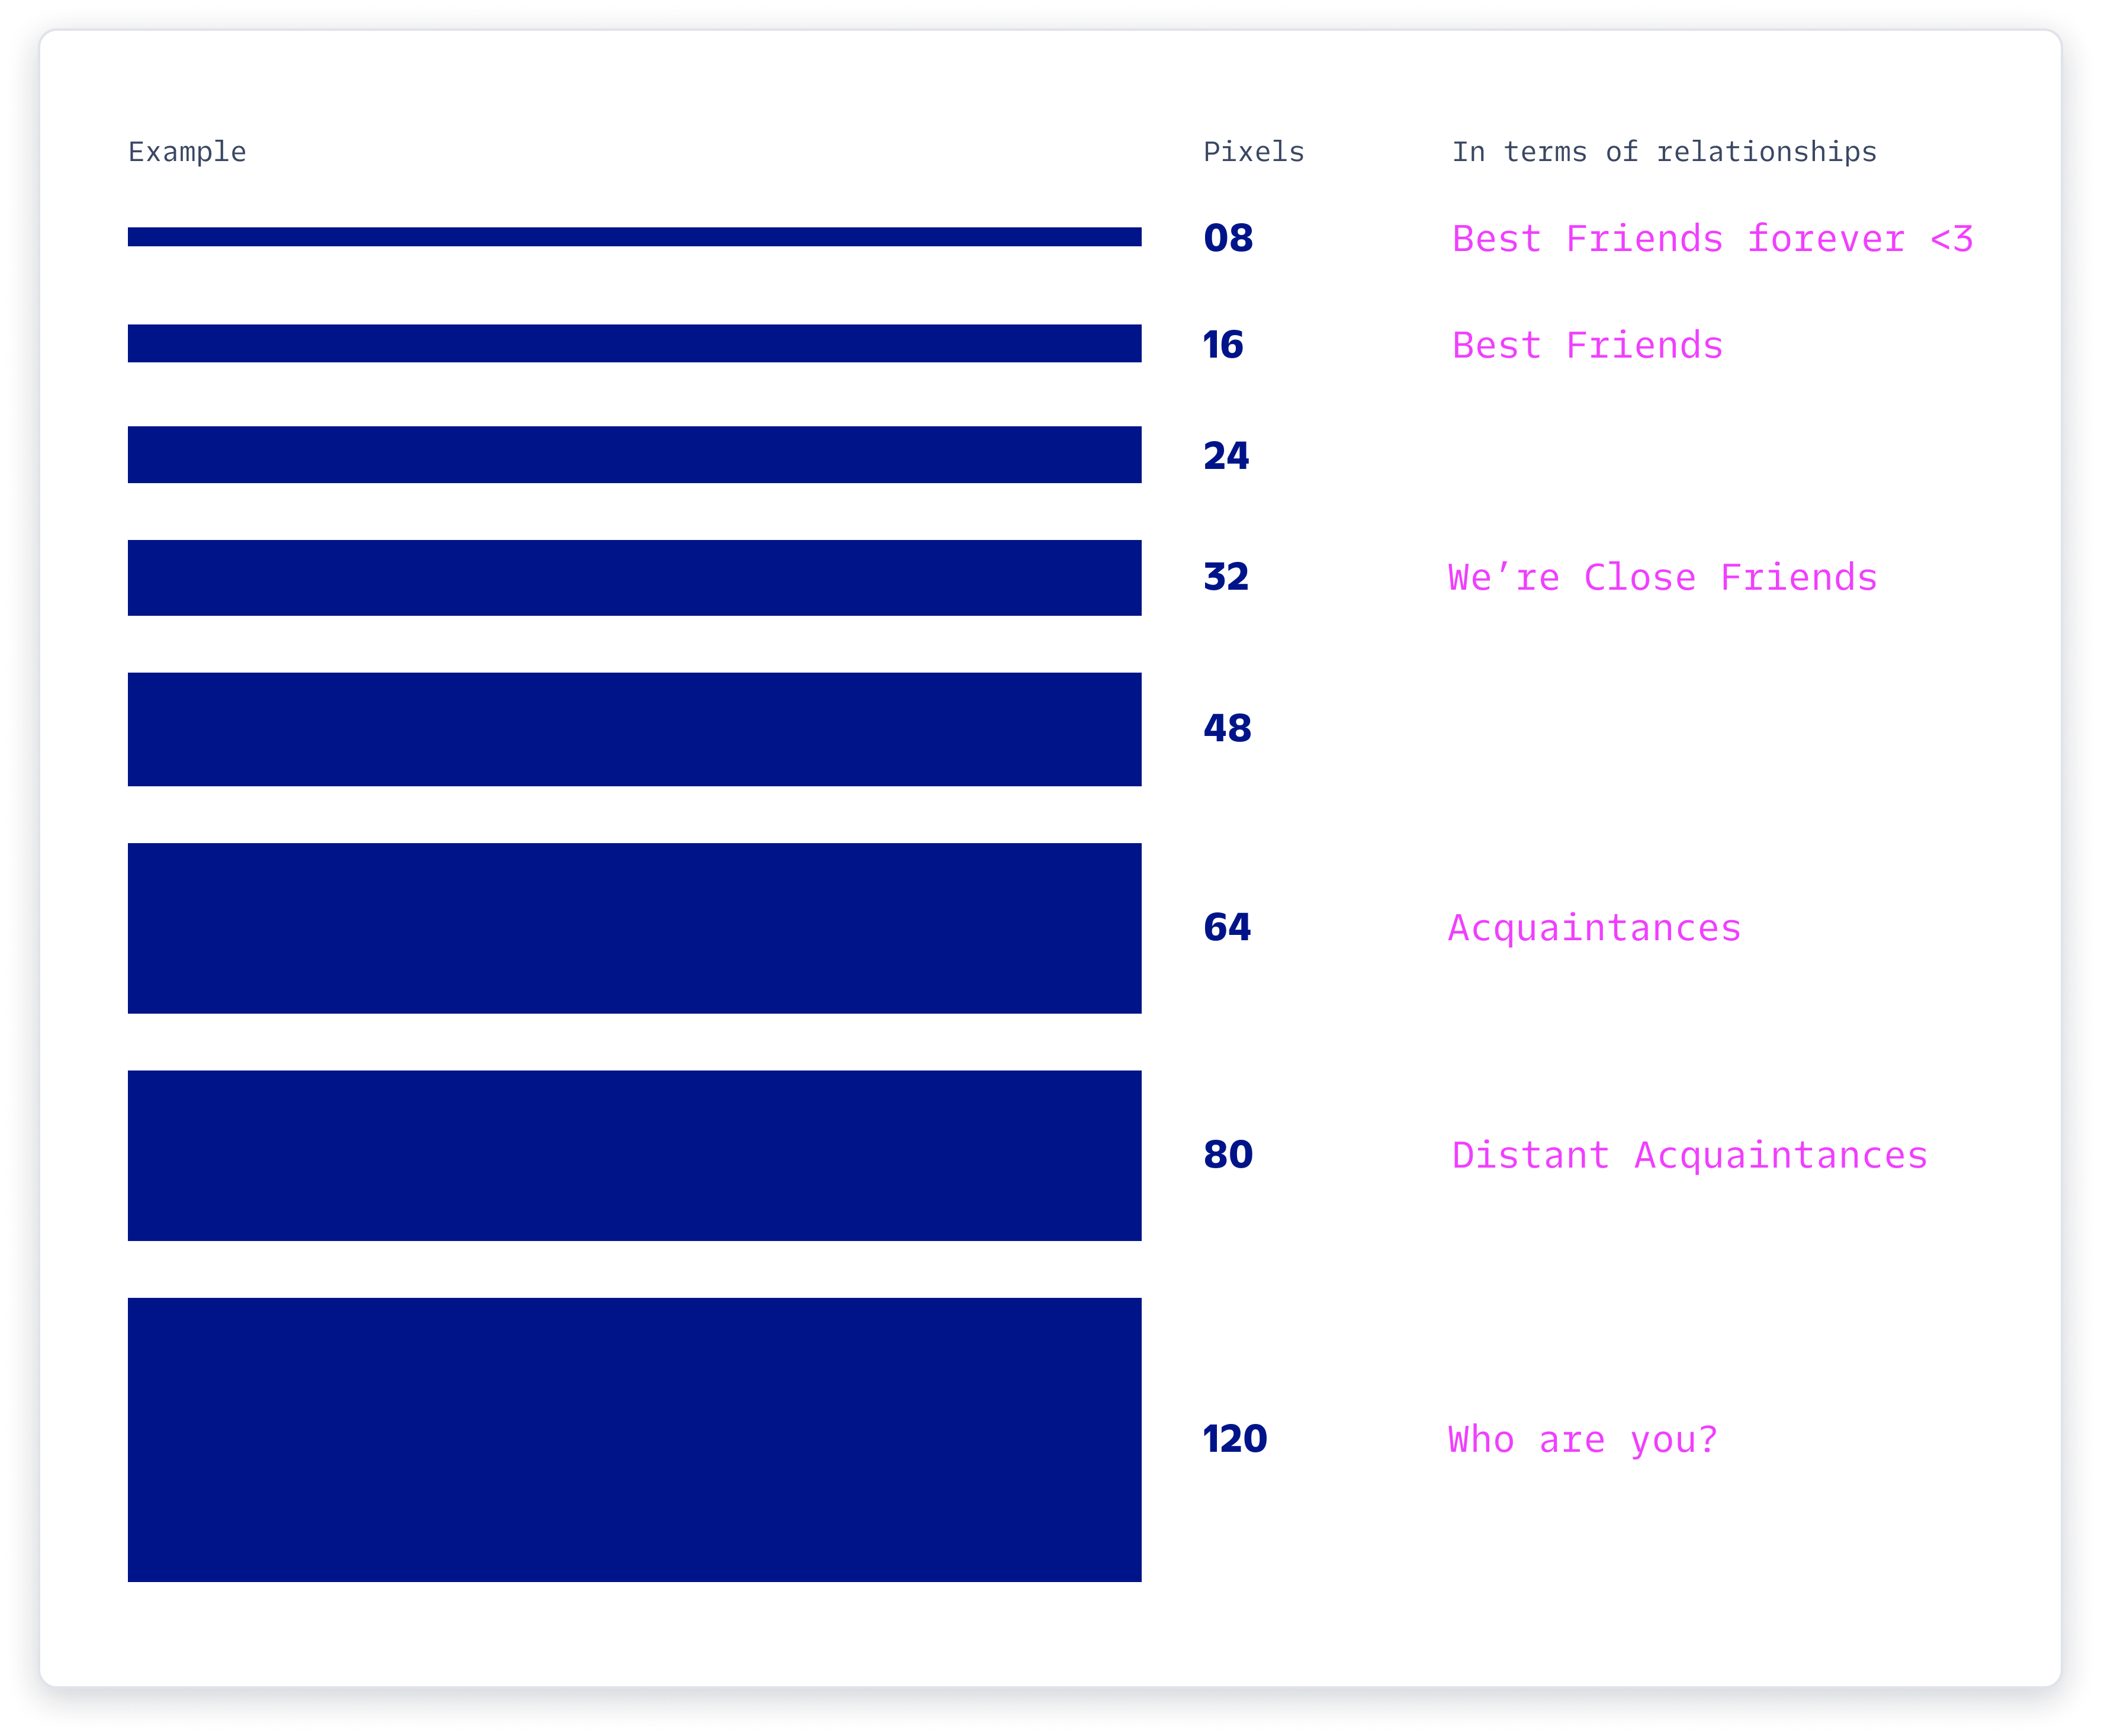 Example Pixels In terms of relationships
08 Best Friends forever <3
16 Best Friends
24
32 We’re Close Friends
48
64 Acquaintances
80 Distant Acquaintances
120 Who are you?